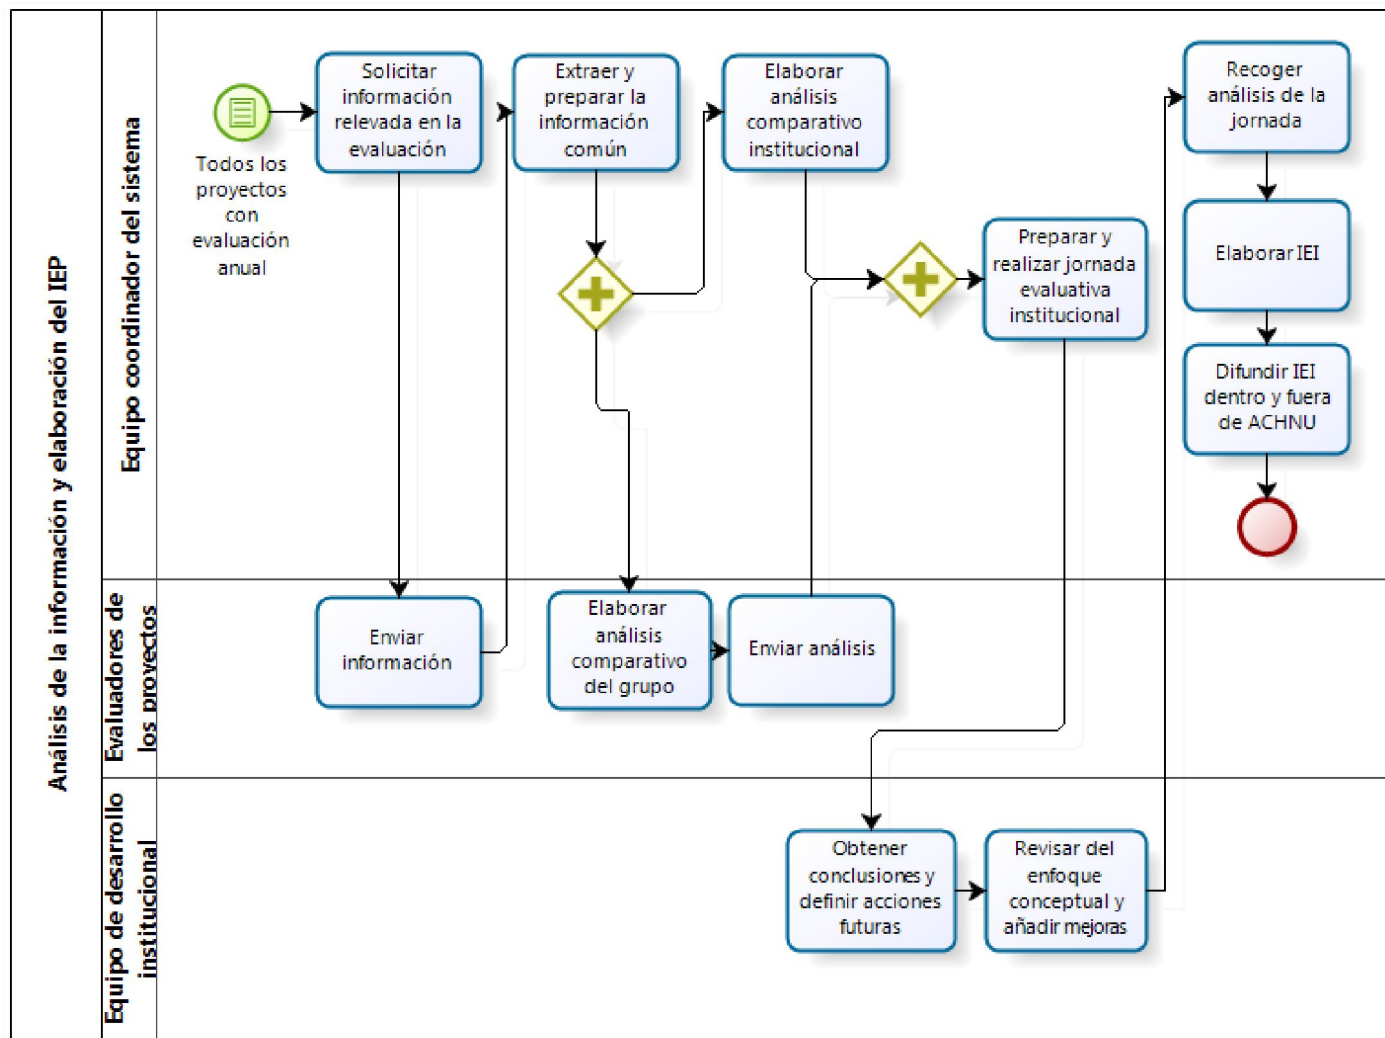 Análisis de la información y elaboración del IEP
Equipo coordinador del sistema
Todos los
proyectos
con
evaluación
anual
Solicitar
información
relevada en la
evaluación
Extraer y
preparar la
información
común
Elaborar
análisis
comparativo
institucional
Preparar y
realizar jornada
evaluativa
institucional
Recoger
análisis de la
jornada
Elaborar IEI
Difundir IEI
dentro y fuera
de ACHNU
Evaluadores de
los proyectos
Enviar
información
Elaborar
análisis
comparativo
del grupo
Enviar análisis
Equipo de desarrollo
institucional
Obtener
conclusiones y
definir acciones
futuras
Revisar del
enfoque
conceptual y
añadir mejoras